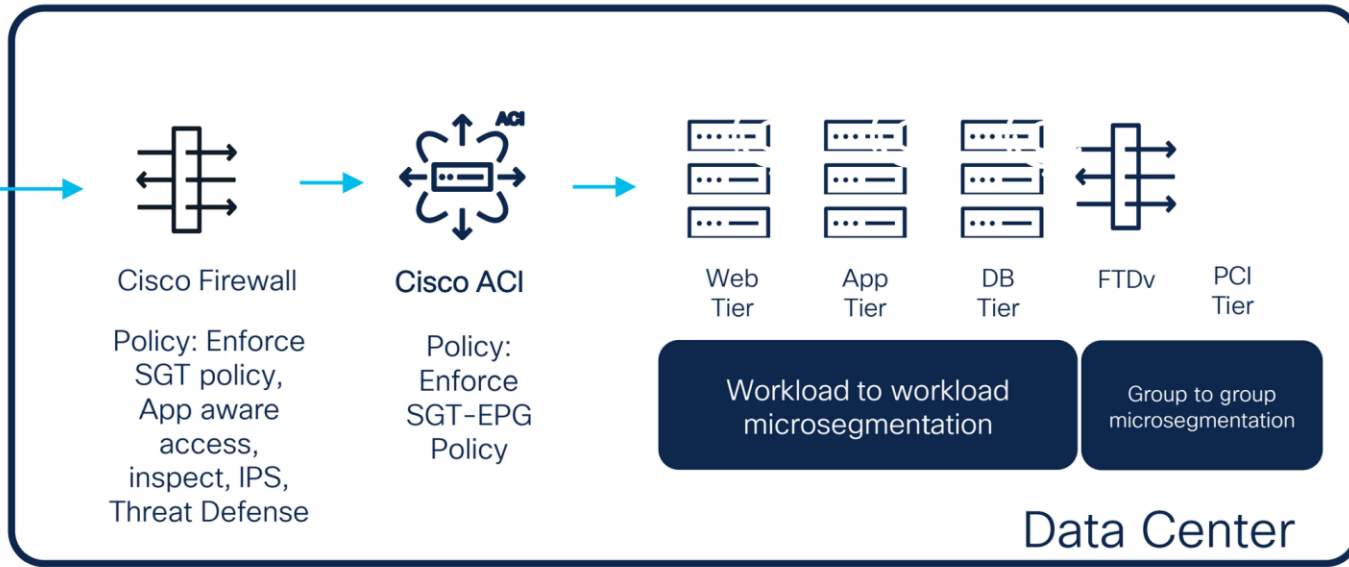 ACI
Cisco Firewall
Policy: Enforce
SGT policy,
App aware
access,
inspect, IPS,
Threat Defense
Cisco ACI
Policy:
Enforce
SGT-EPG
Policy
Web
Tier
App
Tier
DB
Tier
FTDv
PCI
Tier
Workload to workload
microsegmentation
Group to group
microsegmentation
Data Center